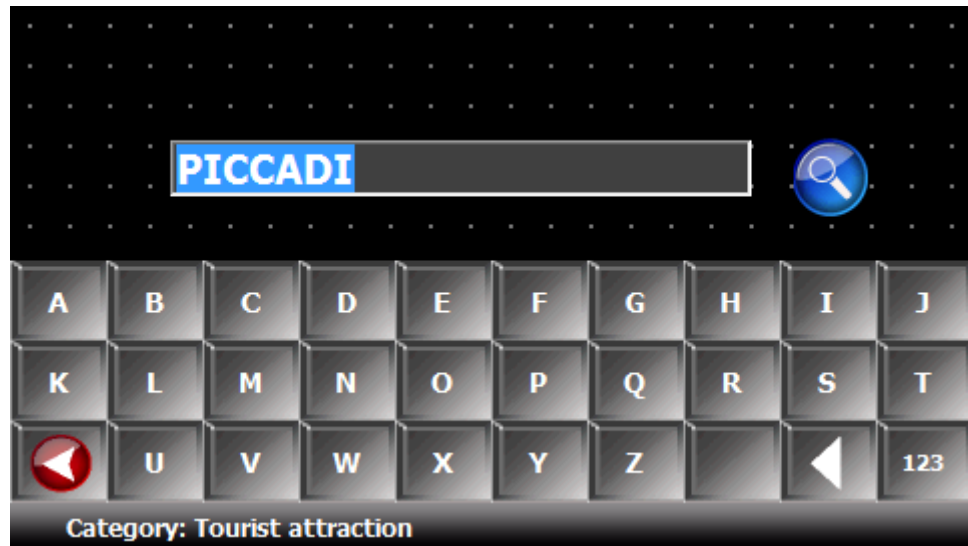 PICCADI
A B C D E F G H I J
K L M N O P Q R S T
U V W X Y Z 123
Category: Tourist attraction